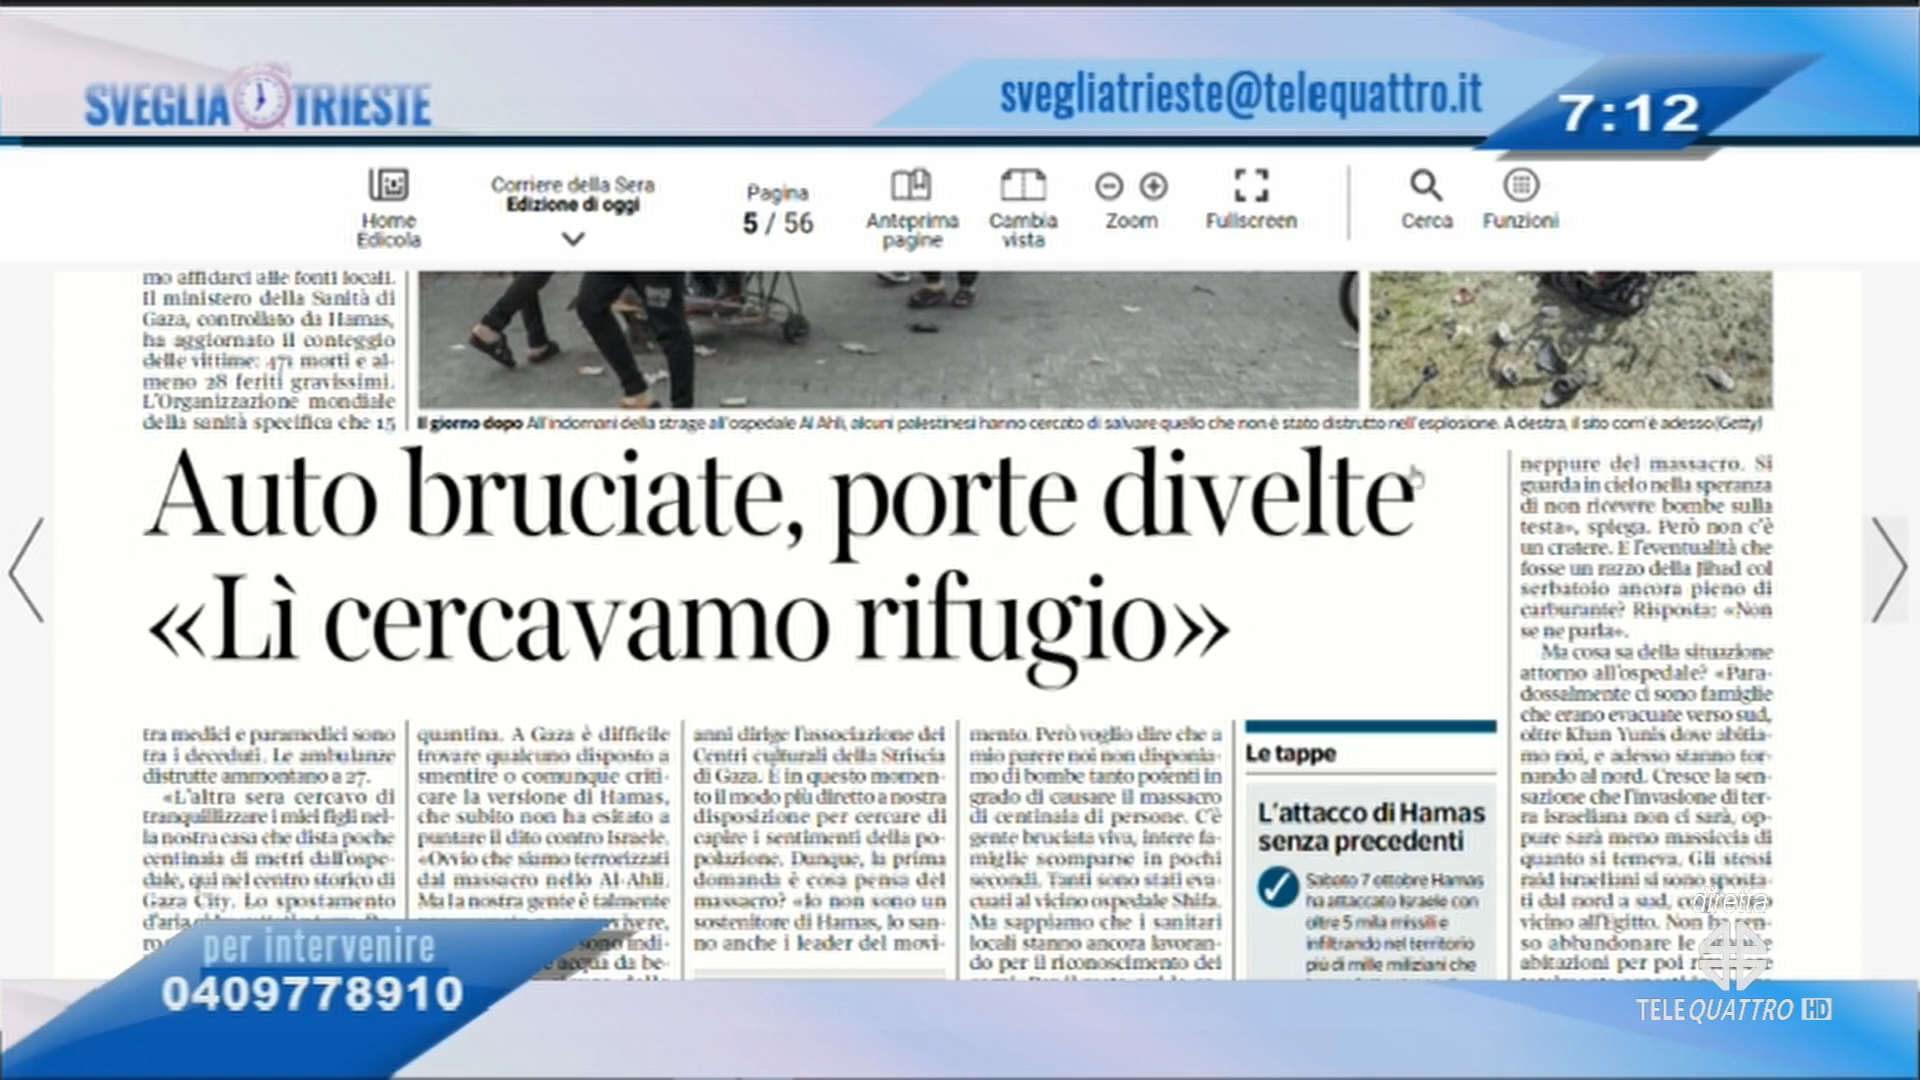 SVEGLIA TRIESTE
svegliatrieste@telequattro.it
7:12
Home
Edicola
Corriere della Sera
Edizione di oggi
Pagina
5 / 56
Anteprima
pagine
Cambia
vista
Zoom
Fullscreen
Cerca
Funzioni
mo affidarci alle fonti locali.
Il ministero della Sanità di
Gaza, controllato da Hamas,
ha aggiornato il conteggio
delle vittime: 471 morti e al-
meno 28 feriti gravissimi.
L'Organizzazione mondiale
della sanità specifica che 15
Il giorno dopo All'indomani della strage all'ospedale Al Ahli, alcuni palestinesi hanno cercato di salvare quello che non è stato distrutto nell'esplosione. A destra, il sito com'è adesso (Getty)
Auto bruciate, porte divelte
«Lì cercavamo rifugio»
tra medici e paramedici sono
tra i deceduti. Le ambulanze
distrutte ammontano a 27.
«L'altra sera cercavo di
tranquillizzare i miei figli nel-
la nostra casa che dista poche
centinaia di metri dall'ospe-
dale, qui nel centro storico di
Gaza City. Lo spostamento
d'aria
quantina. A Gaza è difficile
trovare qualcuno disposto a
smentire o comunque criti-
care la versione di Hamas,
che subito non ha esitato a
puntare il dito contro Israele.
«Ovvio che siamo terrorizzati
dal massacro nello Al-Ahli.
Ma la nostra gente è talmente
sono indi-
acqua da be-
anni dirige l'associazione dei
Centri culturali della Striscia
di Gaza. È in questo momen-
to il modo più diretto a nostra
disposizione per cercare di
capire i sentimenti della po-
polazione. Dunque, la prima
domanda è cosa pensa del
massacro? «Io non sono un
sostenitore di Hamas, lo san-
no anche i leader del movi-
mento. Però voglio dire che a
mio parere noi non disponia-
mo di bombe tanto potenti in
grado di causare il massacro
di centinaia di persone. C'è
gente bruciata viva, intere fa-
miglie scomparse in pochi
secondi. Tanti sono stati eva-
cuati al vicino ospedale Shifa.
Ma sappiamo che i sanitari
locali stanno ancora lavoran-
do per il riconoscimento dei
Le tappe
L'attacco di Hamas
senza precedenti
Sabato 7 ottobre Hamas
ha attaccato Israele con
oltre 5 mila missili e
infiltrando nel territorio
più di mille miliziani che
neppure del massacro. Si
guarda in cielo nella speranza
di non ricevere bombe sulla
testa», spiega. Però non c'è
un cratere. E l'eventualità che
fosse un razzo della Jihad col
serbatoio ancora pieno di
carburante? Risposta: «Non
se ne parla».
Ma cosa sa della situazione
attorno all'ospedale? «Para-
dossalmente ci sono famiglie
che erano evacuate verso sud,
oltre Khan Yunis dove abitia-
mo noi, e adesso stanno tor-
nando al nord. Cresce la sen-
sazione che l'invasione di ter-
ra israeliana non ci sarà, op-
pure sarà meno massiccia di
quanto si temeva. Gli stessi
raid israeliani si sono sposta-
ti dal nord a sud,
vicino all'Egitto. Non
so abbandonare le
abitazioni per poi
per intervenire
0409778910
diretta
TELEQUATTRO HD